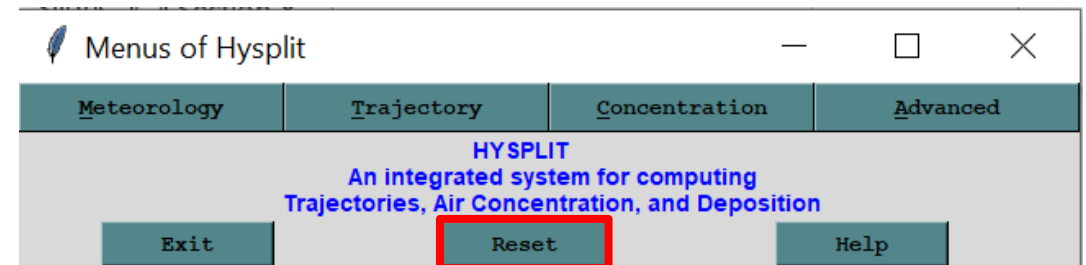 Menus of Hysplit
Meteorology Trajectory Concentration Advanced
HYSPLIT
An integrated system for computing
Trajectories, Air Concentration, and Deposition
Exit Reset Help